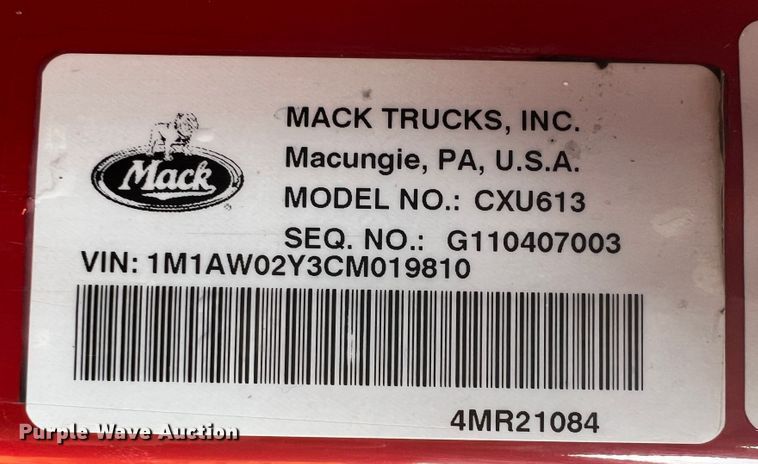 MACK TRUCKS, INC.
Mack
Macungie, PA, U.S.A.
MODEL NO.: CXU613
SEQ. NO.: G110407003
VIN: 1M1AW02Y3CM019810
4MR21084
Purple Wave Auction